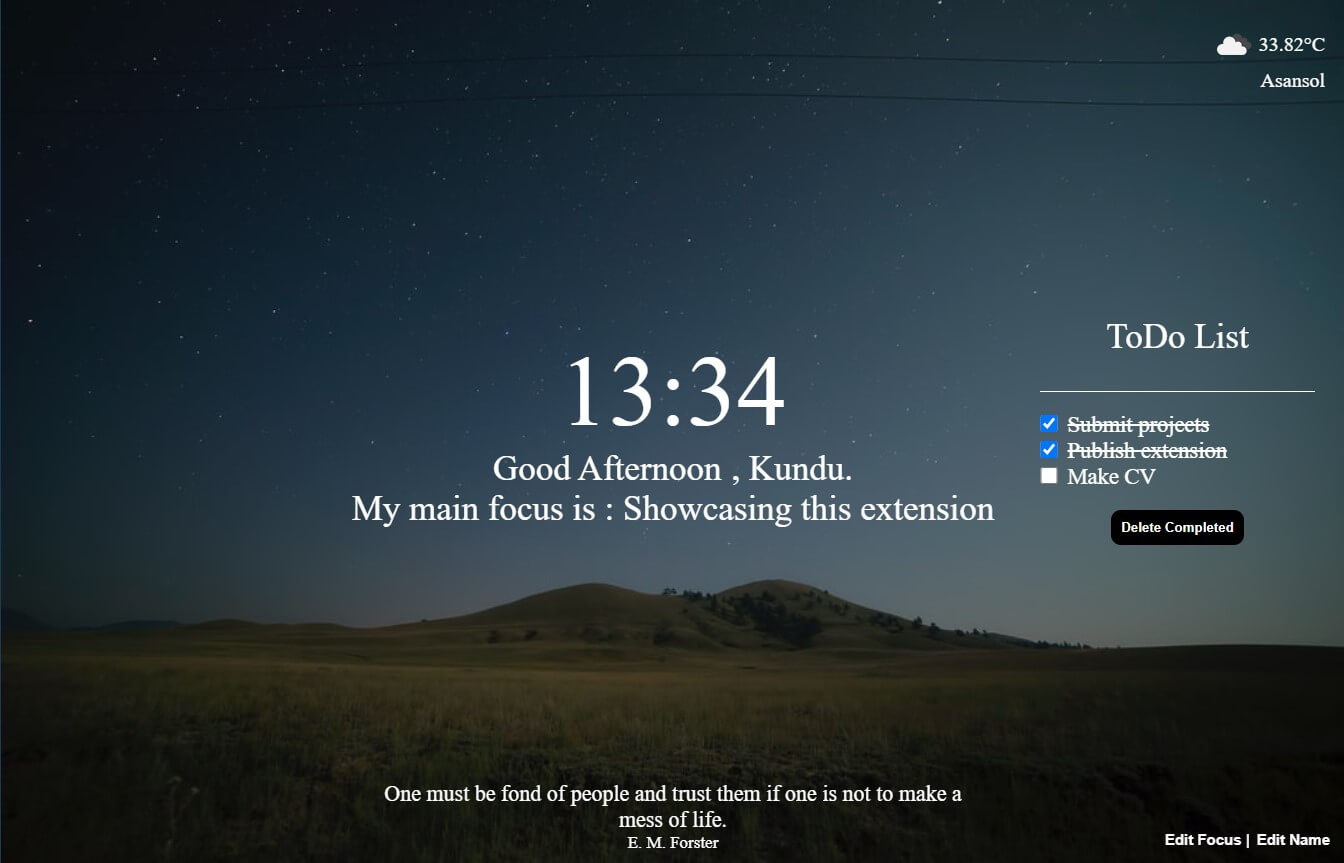 33.82°C
Asansol
ToDo List
13:34
Submit projects
Publish extension
Good Afternoon , Kundu.
Make CV
My main focus is : Showcasing this extension
Delete Completed
One must be fond of people and trust them if one is not to make a
mess of life.
E. M. Forster
Edit Focus | Edit Name